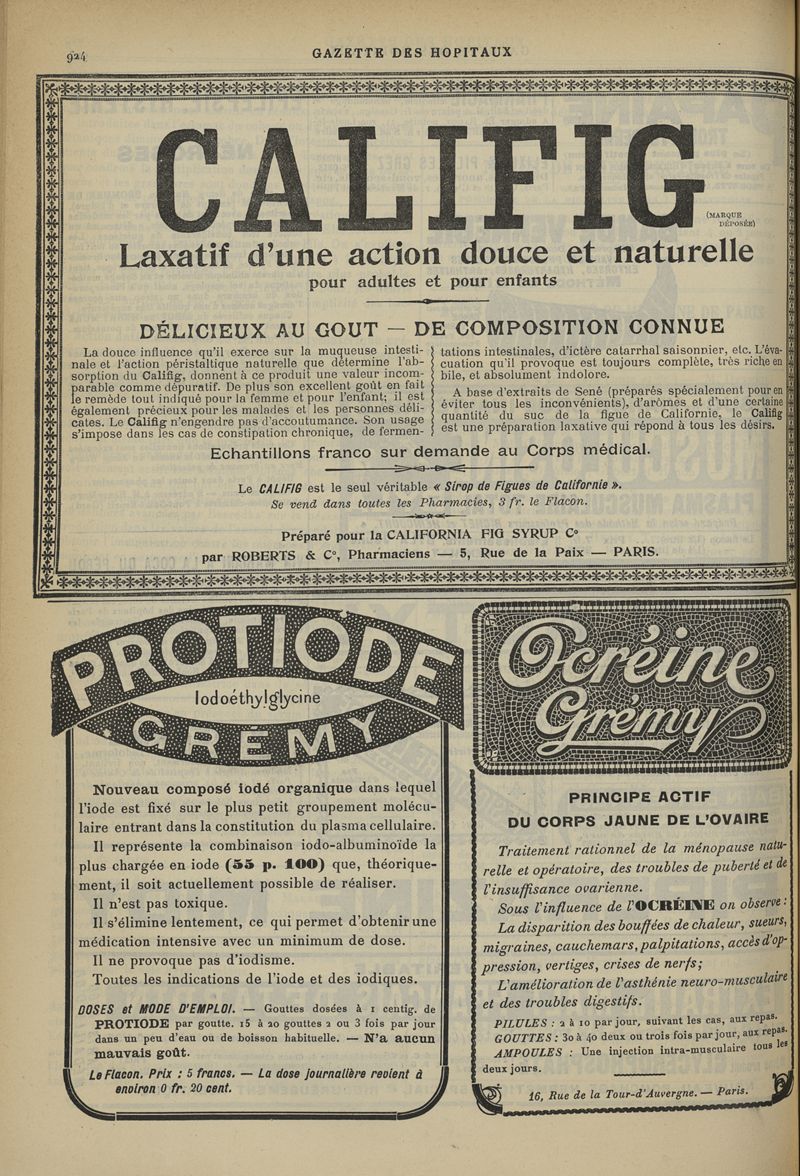 924
GAZETTE DES HOPITAUX
CALIFIG
(MARQUE
DÉPOSÉE)
Laxatif d'une action douce et naturelle
pour adultes et pour enfants
DÉLICIEUX AU GOUT — DE COMPOSITION CONNUE
La douce influence qu'il exerce sur la muqueuse intesti-
nale et l'action péristaltique naturelle que détermine l'ab-
sorption du Califig, donnent à ce produit une valeur incom-
parable comme dépuratif. De plus son excellent goût en fait
le remède tout indiqué pour la femme et pour l'enfant; il est
également précieux pour les malades et les personnes déli-
cates. Le Califig n'engendre pas d'accoutumance. Son usage
s'impose dans les cas de constipation chronique, de fermen-
tations intestinales, d'ictère catarrhal saisonnier, etc. L'éva-
cuation qu'il provoque est toujours complète, très riche en
bile, et absolument indolore.
A base d'extraits de Sené (préparés spécialement pour en
éviter tous les inconvénients), d'arômes et d'une certaine
quantité du suc de la figue de Californie, le Califig
est une préparation laxative qui répond à tous les désirs.
Echantillons franco sur demande au Corps médical.
Le CALIFIG est le seul véritable « Sirop de Figues de Californie ».
Se vend dans toutes les Pharmacies, 3 fr. le Flacon.
Préparé pour la CALIFORNIA FIG SYRUP Cº
par ROBERTS & Cº, Pharmaciens — 5, Rue de la Paix — PARIS.
PROTIODE
Iodoéthylglycine
GREMY
Nouveau composé iodé organique dans lequel
l'iode est fixé sur le plus petit groupement molécu-
laire entrant dans la constitution du plasma cellulaire.
Il représente la combinaison iodo-albuminoïde la
plus chargée en iode (55 p. 100) que, théorique-
ment, il soit actuellement possible de réaliser.
Il n'est pas toxique.
Il s'élimine lentement, ce qui permet d'obtenir une
médication intensive avec un minimum de dose.
Il ne provoque pas d'iodisme.
Toutes les indications de l'iode et des iodiques.
DOSES et MODE D'EMPLOI. — Gouttes dosées à 1 centig. de
PROTIODE par goutte. 15 à 20 gouttes 2 ou 3 fois par jour
dans un peu d'eau ou de boisson habituelle. — N'a aucun
mauvais goût.
Le Flacon. Prix : 5 francs. — La dose journalière revient à
environ 0 fr. 20 cent.
Ocréine
Grémy
PRINCIPE ACTIF
DU CORPS JAUNE DE L'OVAIRE
Traitement rationnel de la ménopause natu-
relle et opératoire, des troubles de puberté et de
l'insuffisance ovarienne.
Sous l'influence de l'OCRÉINE on observe :
La disparition des bouffées de chaleur, sueurs,
migraines, cauchemars, palpitations, accès d'op-
pression, vertiges, crises de nerfs;
L'amélioration de l'asthénie neuro-musculaire
et des troubles digestifs.
PILULES : 2 à 10 par jour, suivant les cas, aux repas.
GOUTTES : 30 à 40 deux ou trois fois par jour, aux repas.
AMPOULES : Une injection intra-musculaire tous les
deux jours.
16, Rue de la Tour-d'Auvergne. — Paris.